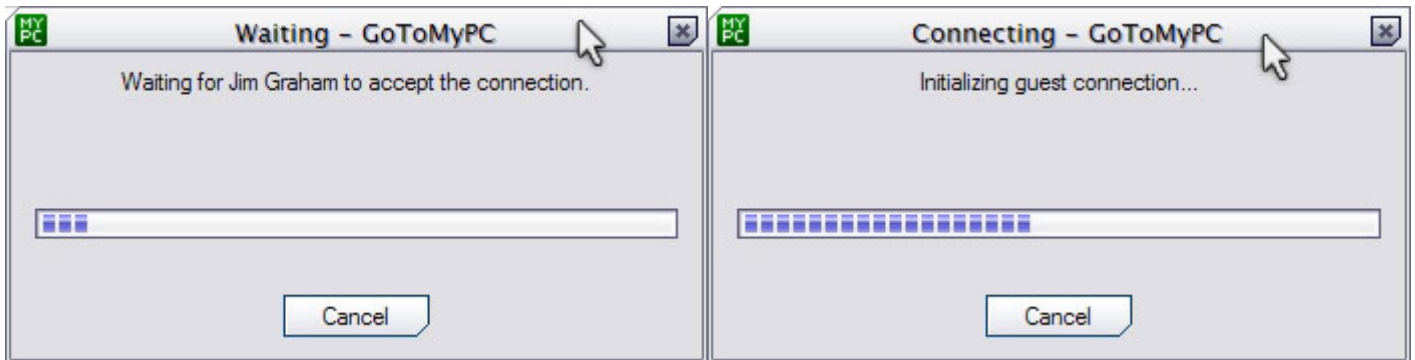 MY
PC
Waiting - GoToMyPC
Waiting for Jim Graham to accept the connection.
Cancel
MY
PC
Connecting - GoToMyPC
Initializing guest connection...
Cancel